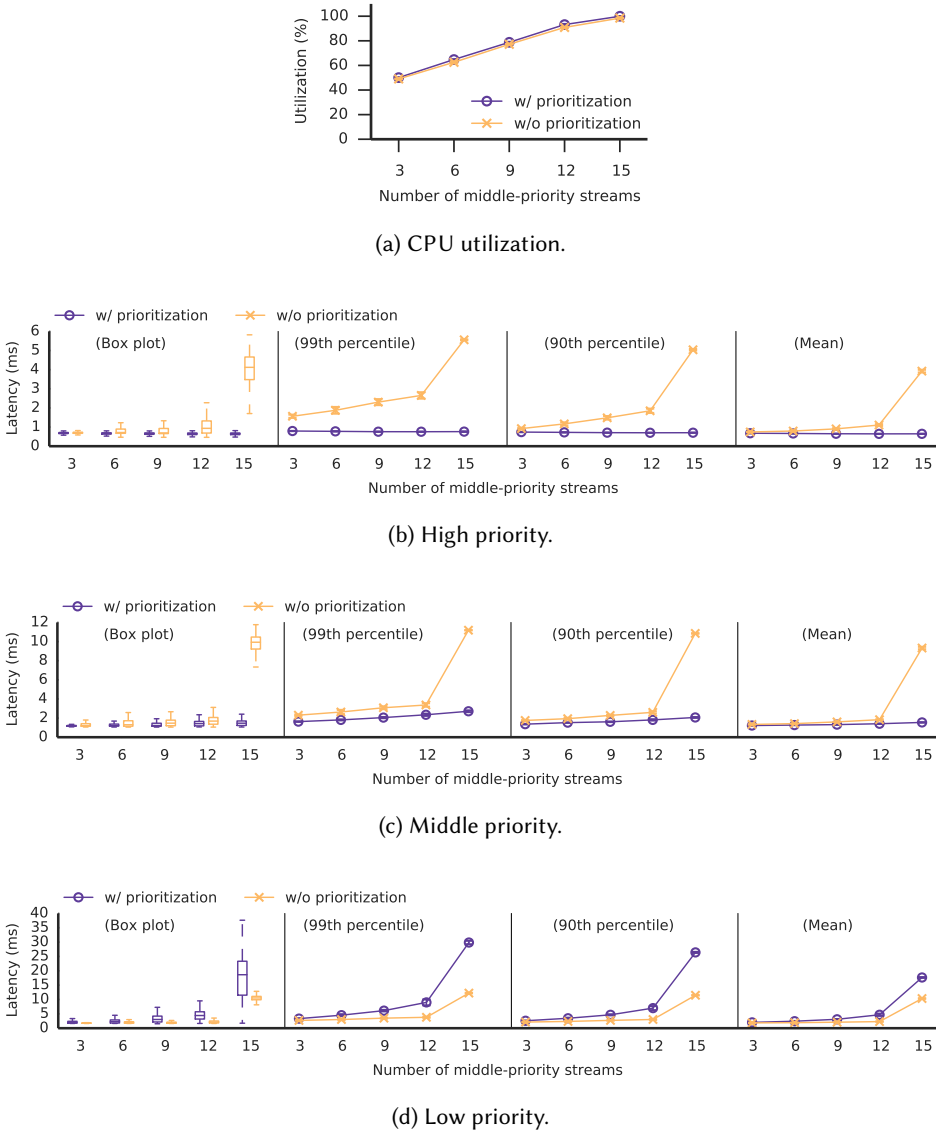 100
80
60
40
20
0
Utilization (%)
w/ prioritization
w/o prioritization
3 6 9 12 15
Number of middle-priority streams
(a) CPU utilization.
w/ prioritization w/o prioritization
6
5
4
3
2
1
0
Latency (ms)
(Box plot) (99th percentile) (90th percentile) (Mean)
3 6 9 12 15 3 6 9 12 15 3 6 9 12 15 3 6 9 12 15
Number of middle-priority streams
(b) High priority.
w/ prioritization w/o prioritization
12
10
8
6
4
2
0
Latency (ms)
(Box plot) (99th percentile) (90th percentile) (Mean)
3 6 9 12 15 3 6 9 12 15 3 6 9 12 15 3 6 9 12 15
Number of middle-priority streams
(c) Middle priority.
w/ prioritization w/o prioritization
40
35
30
25
20
15
10
5
0
Latency (ms)
(Box plot) (99th percentile) (90th percentile) (Mean)
3 6 9 12 15 3 6 9 12 15 3 6 9 12 15 3 6 9 12 15
Number of middle-priority streams
(d) Low priority.